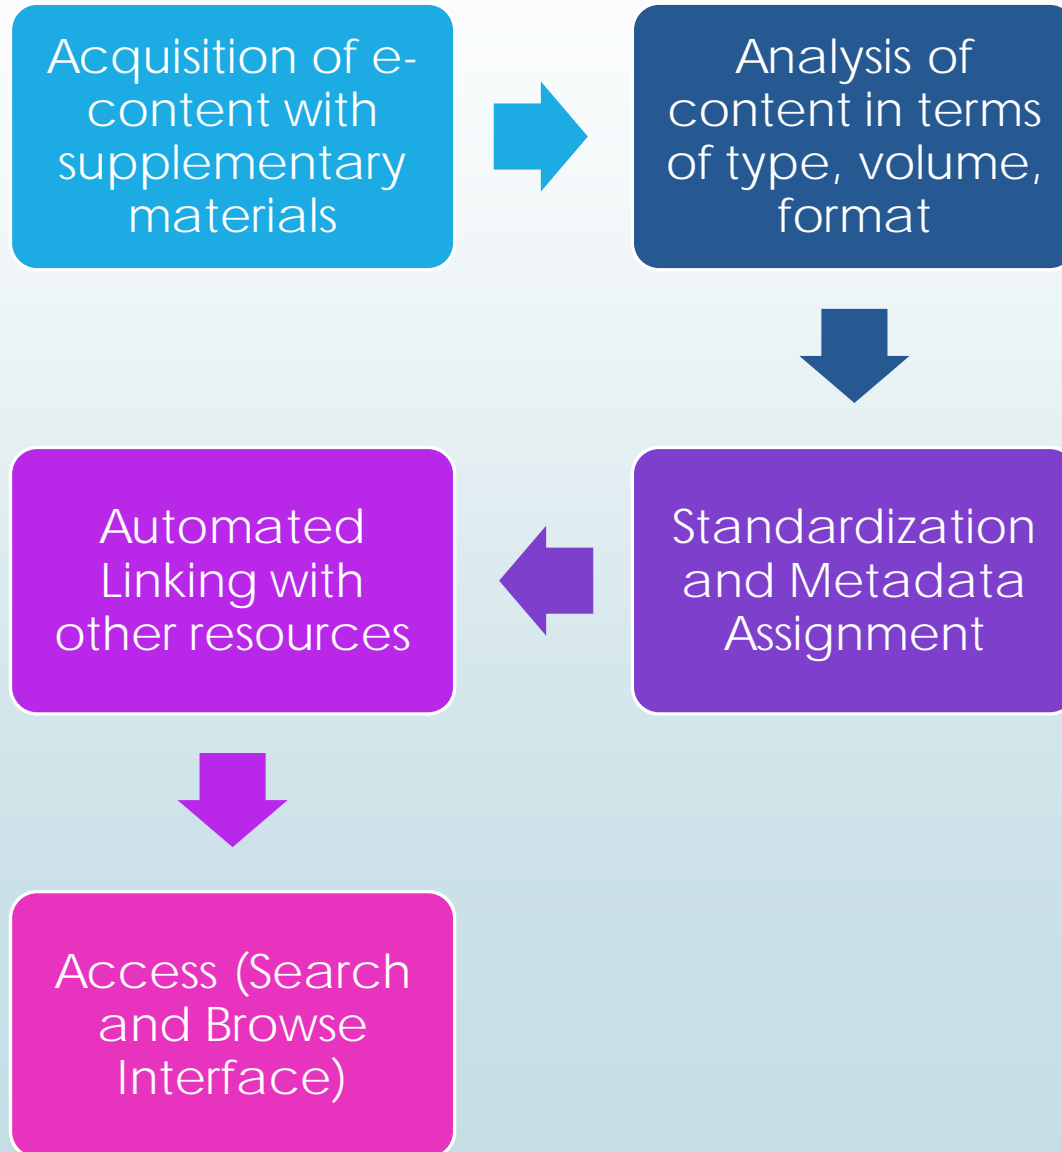 Acquisition of e-
content with
supplementary
materials
Analysis of
content in terms
of type, volume,
format
Standardization
and Metadata
Assignment
Automated
Linking with
other resources
Access (Search
and Browse
Interface)